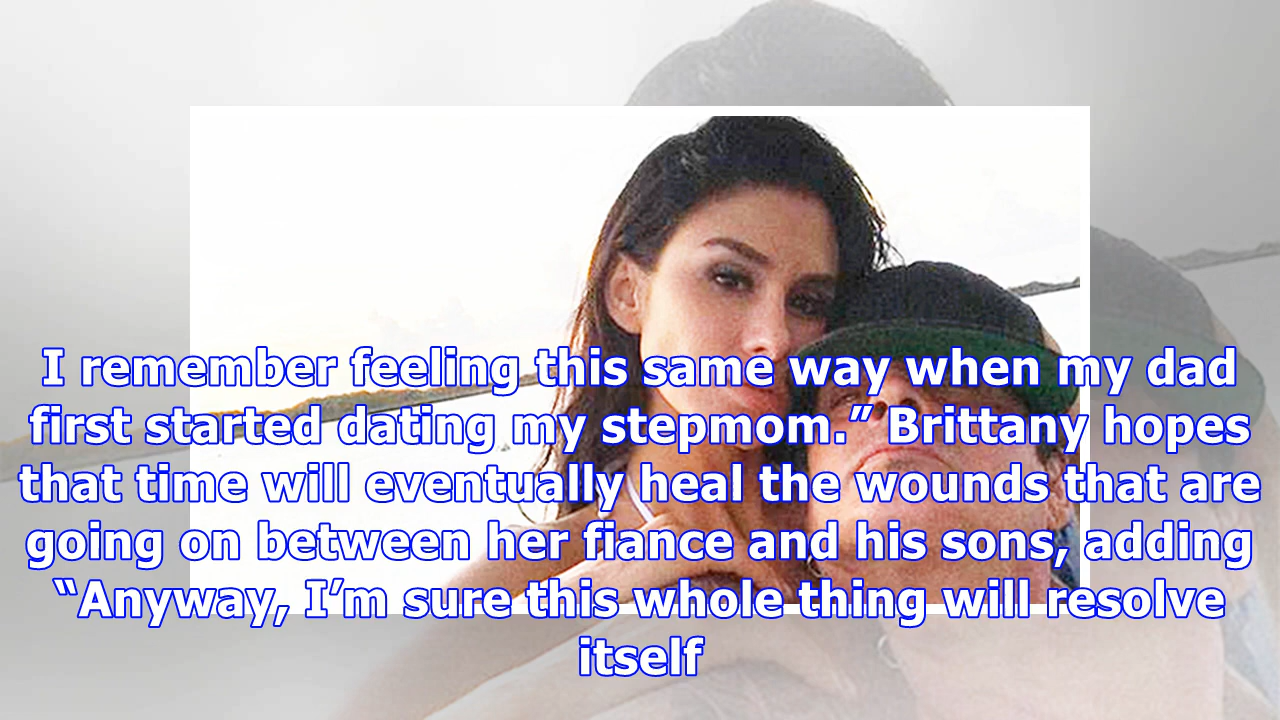 I remember feeling this same way when my dad
first started dating my stepmom.” Brittany hopes
that time will eventually heal the wounds that are
going on between her fiance and his sons, adding
“Anyway, I’m sure this whole thing will resolve
itself